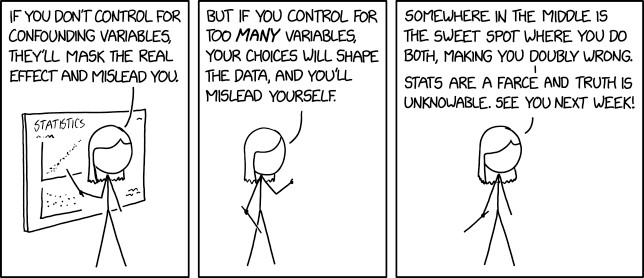 IF YOU DON'T CONTROL FOR
CONFOUNDING VARIABLES,
THEY'LL MASK THE REAL
EFFECT AND MISLEAD YOU.
STATISTICS
BUT IF YOU CONTROL FOR
TOO MANY VARIABLES,
YOUR CHOICES WILL SHAPE
THE DATA, AND YOU'LL
MISLEAD YOURSELF.
SOMEWHERE IN THE MIDDLE IS
THE SWEET SPOT WHERE YOU DO
BOTH, MAKING YOU DOUBLY WRONG.
STATS ARE A FARCE AND TRUTH IS
UNKNOWABLE. SEE YOU NEXT WEEK!